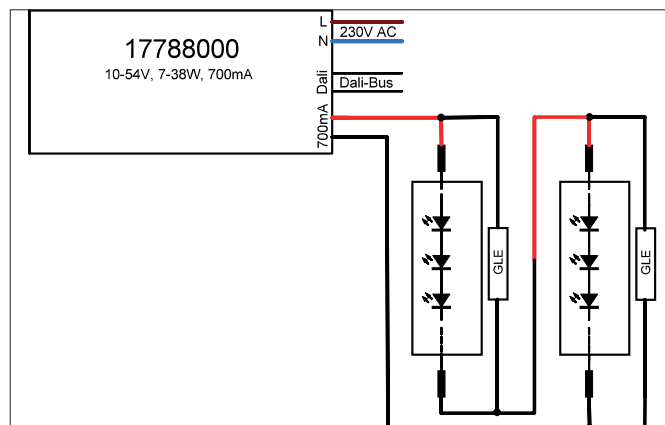 17788000
10-54V, 7-38W, 700mA
L
230V AC
N
Dali
Dali-Bus
700mA
GLE
GLE